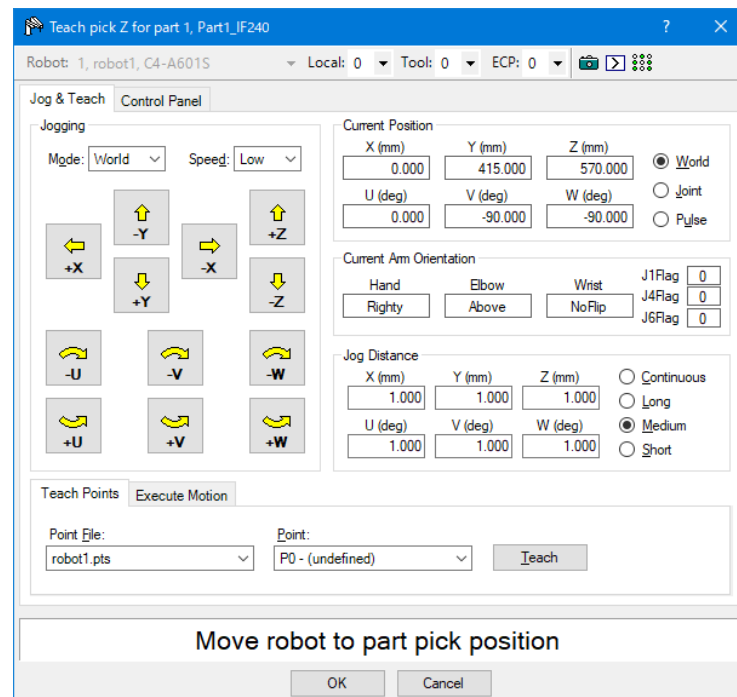 Teach pick Z for part 1, Part1_IF240 ? ×
Robot: 1, robot1, C4-A601S Local: 0 Tool: 0 ECP: 0
Jog & Teach Control Panel
Jogging
Mode: World Speed: Low
-Y
+Z
+X
-X
+Y
-Z
-U -V -W
+U +V +W
Current Position
X (mm) Y (mm) Z (mm)
0.000 415.000 570.000
U (deg) V (deg) W (deg)
0.000 -90.000 -90.000
World
Joint
Pulse
Current Arm Orientation
Hand Elbow Wrist
Righty Above NoFlip
J1Flag 0
J4Flag 0
J6Flag 0
Jog Distance
X (mm) Y (mm) Z (mm)
1.000 1.000 1.000
U (deg) V (deg) W (deg)
1.000 1.000 1.000
Continuous
Long
Medium
Short
Teach Points Execute Motion
Point File: Point:
robot1.pts P0 - (undefined) Teach
Move robot to part pick position
OK Cancel